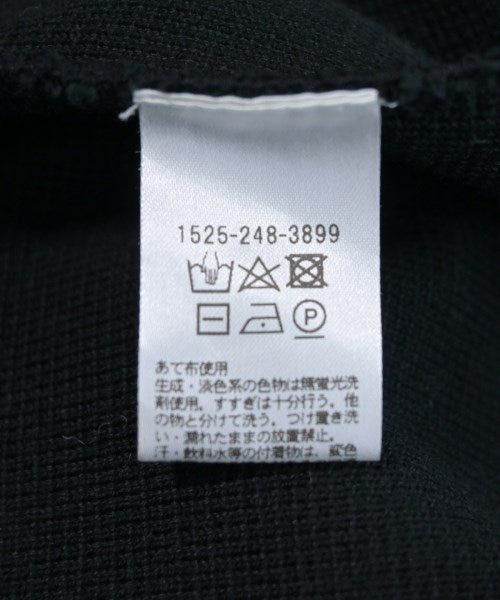 1525-248-3899
P
あて布使用
生成・淡色系の色物は無蛍光洗
剤使用。すすぎは十分行う。他
の物と分けて洗う。つけ置き洗
い・濡れたままの放置禁止。
汗・飲料水等の付着物は、変色